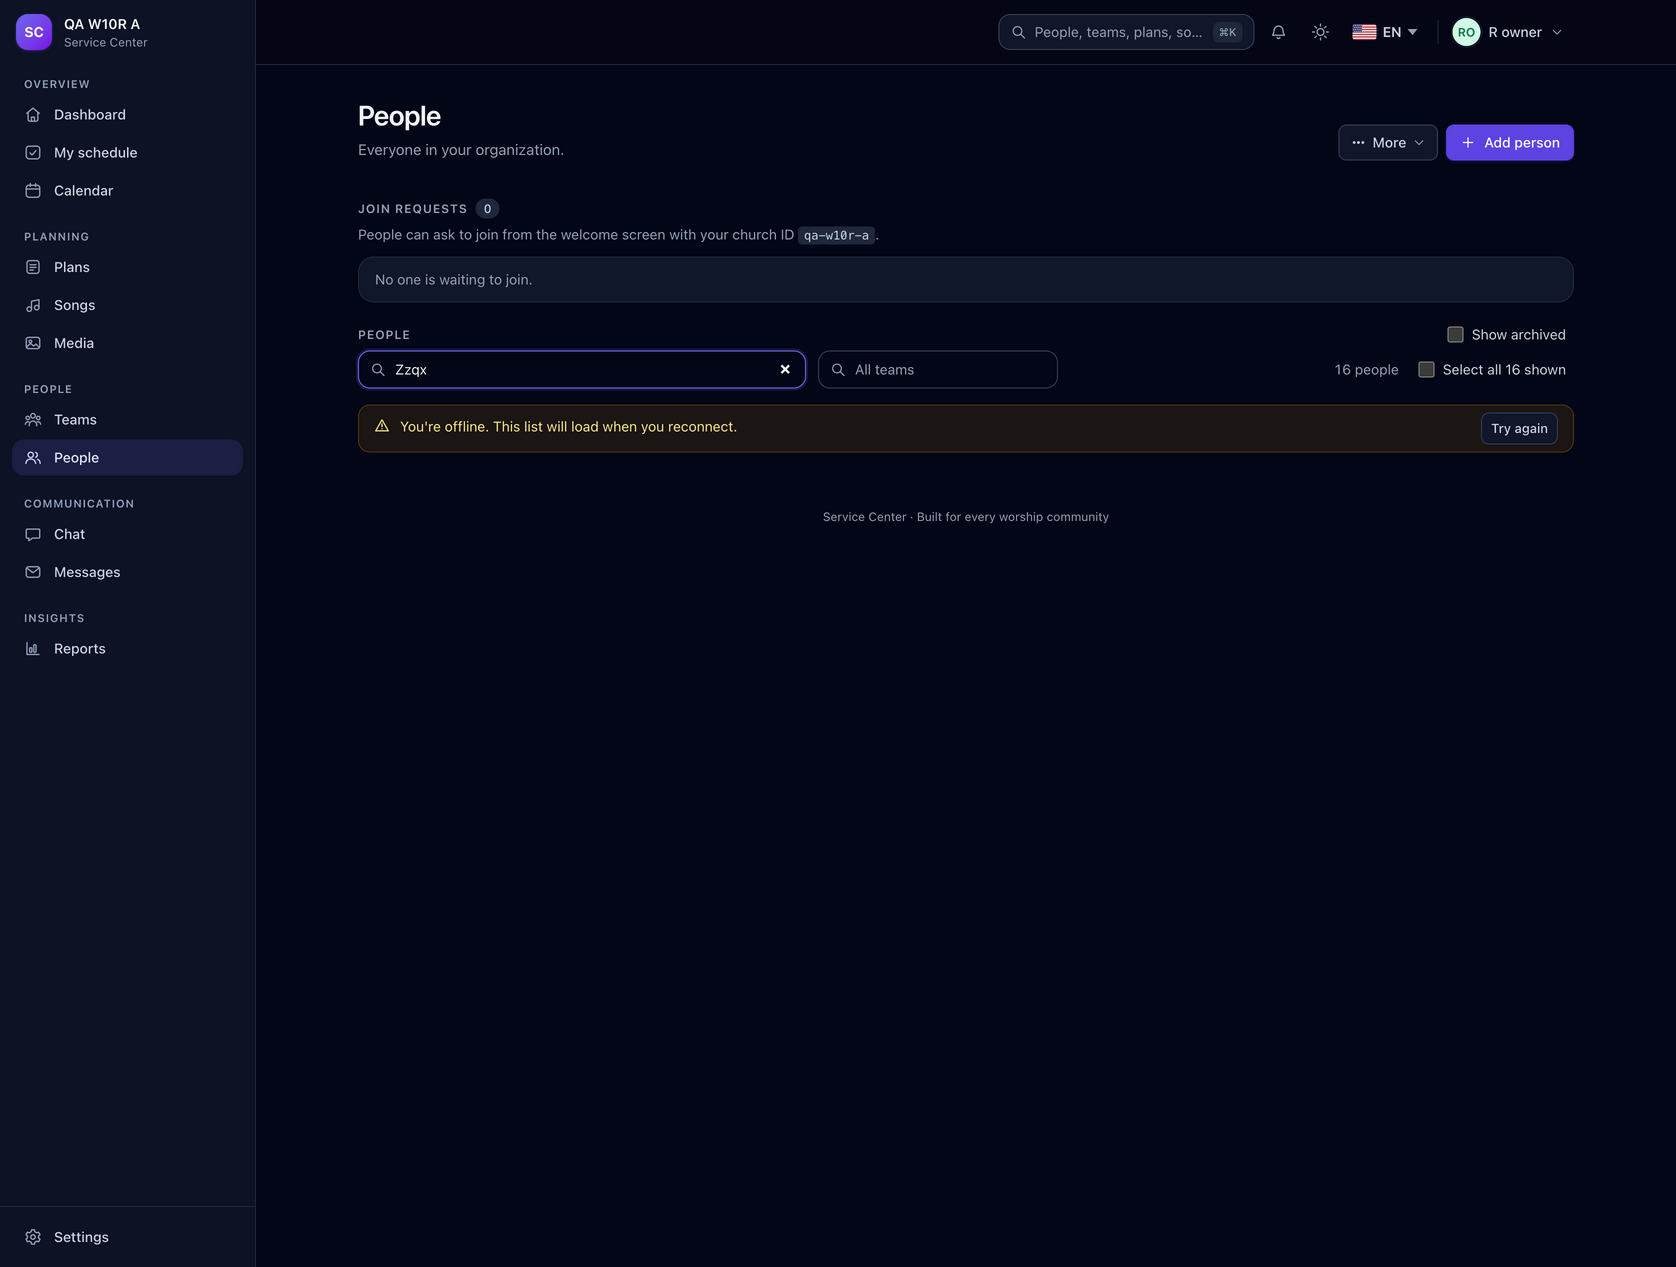 SC
QA W10R A
Service Center
People, teams, plans, so...
⌘K
EN
RO
R owner
OVERVIEW
Dashboard
My schedule
Calendar
PLANNING
Plans
Songs
Media
PEOPLE
Teams
People
COMMUNICATION
Chat
Messages
INSIGHTS
Reports
Settings
People
Everyone in your organization.
More
Add person
JOIN REQUESTS 0
People can ask to join from the welcome screen with your church ID qa-w10r-a.
No one is waiting to join.
PEOPLE
Show archived
Zzqx
All teams
16 people
Select all 16 shown
You're offline. This list will load when you reconnect.
Try again
Service Center · Built for every worship community